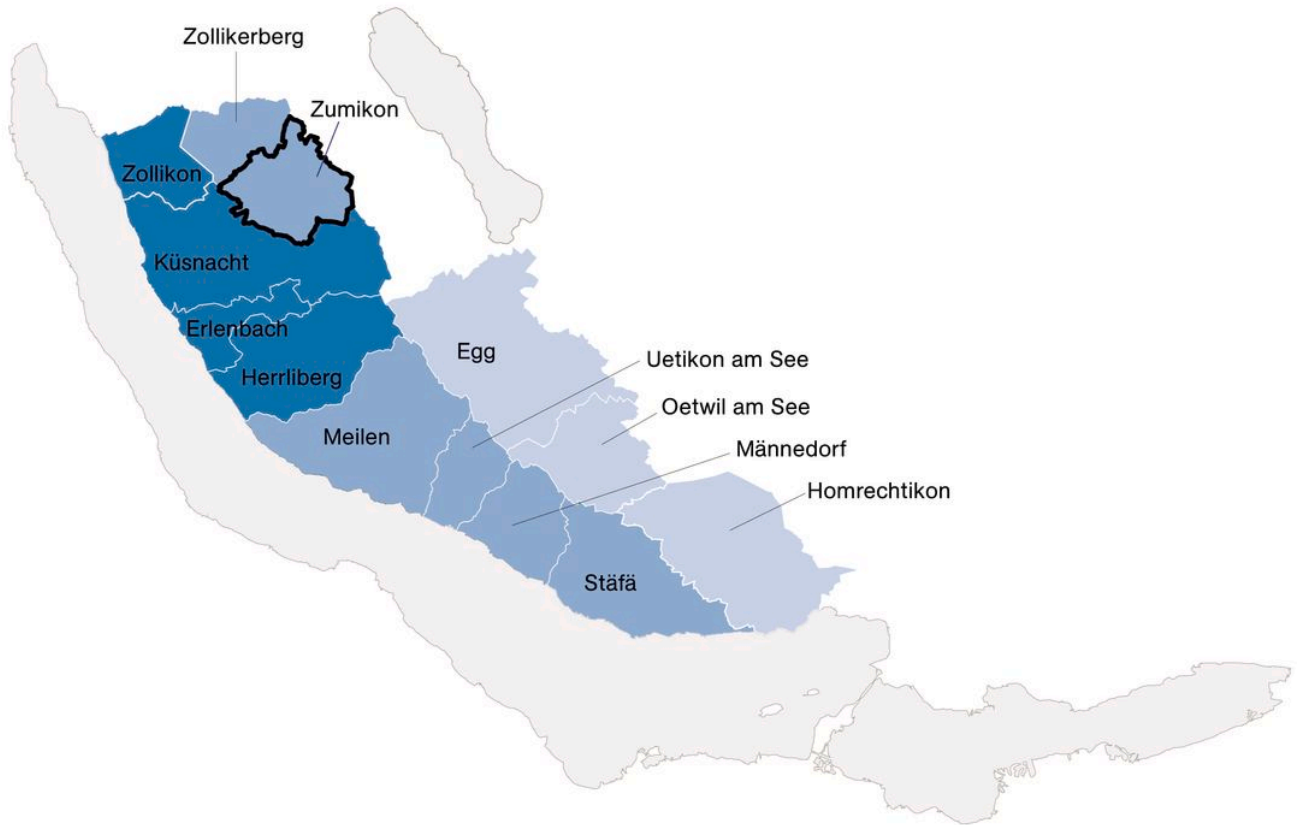 Zollikerberg
Zumikon
Zollikon
Küsnacht
Erlenbach
Herrliberg
Egg
Uetikon am See
Oetwil am See
Meilen
Männedorf
Homrechtikon
Stäfä